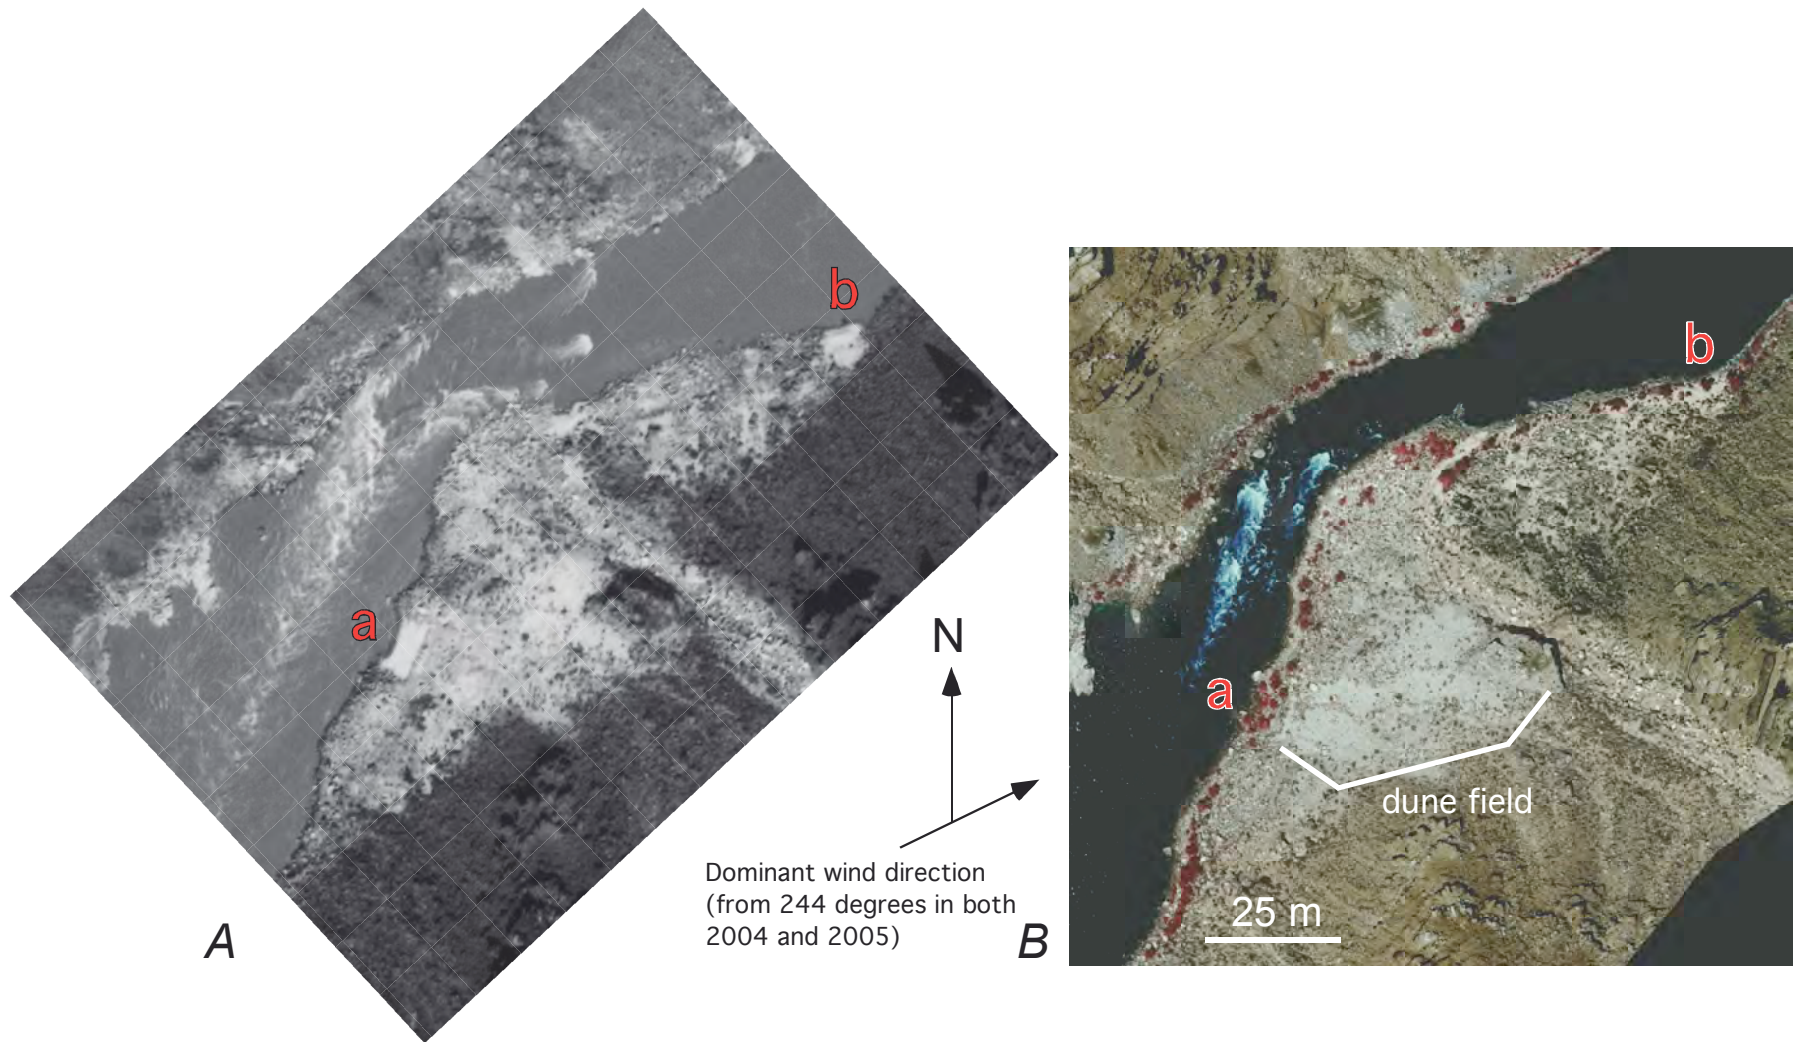 b
a
N
Dominant wind direction
(from 244 degrees in both
2004 and 2005)
A
b
a
dune field
25 m
B